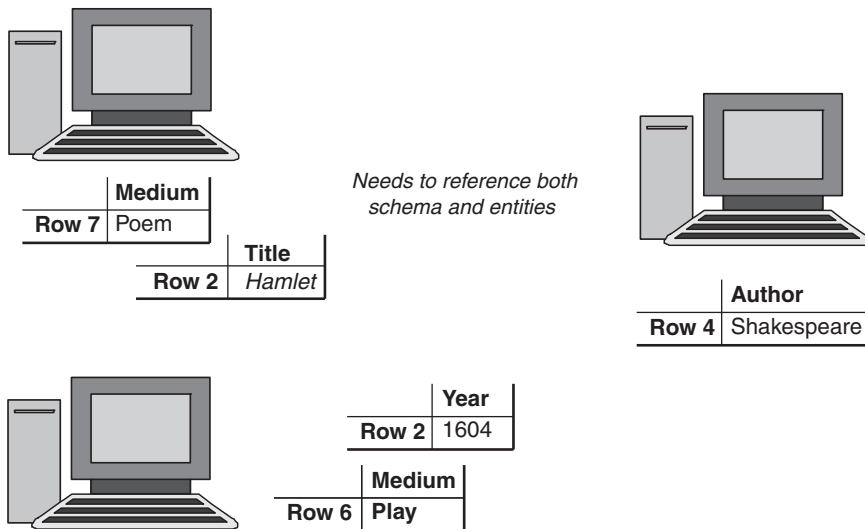 Medium
Row 7 Poem
Title
Row 2 Hamlet
Needs to reference both
schema and entities
Author
Row 4 Shakespeare
Year
Row 2 1604
Medium
Row 6 Play